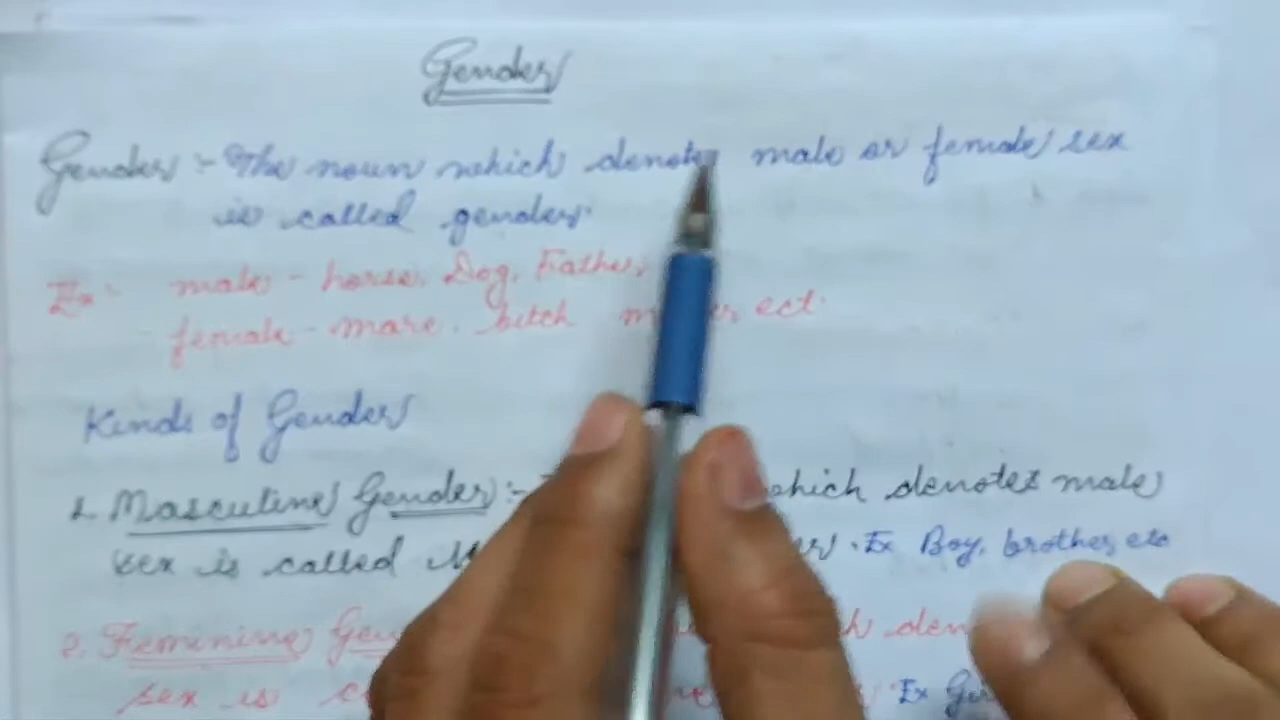 Gender
Gender :- The noun which denote male or female sex
is called gender.
Ex :- male - horse, Dog, Father,
female - mare, bitch ect.
Kinds of Gender
1. Masculine Gender :- which denotes male
sex is called Ex Boy, brother, etc
2. Feminine
sex is Ex